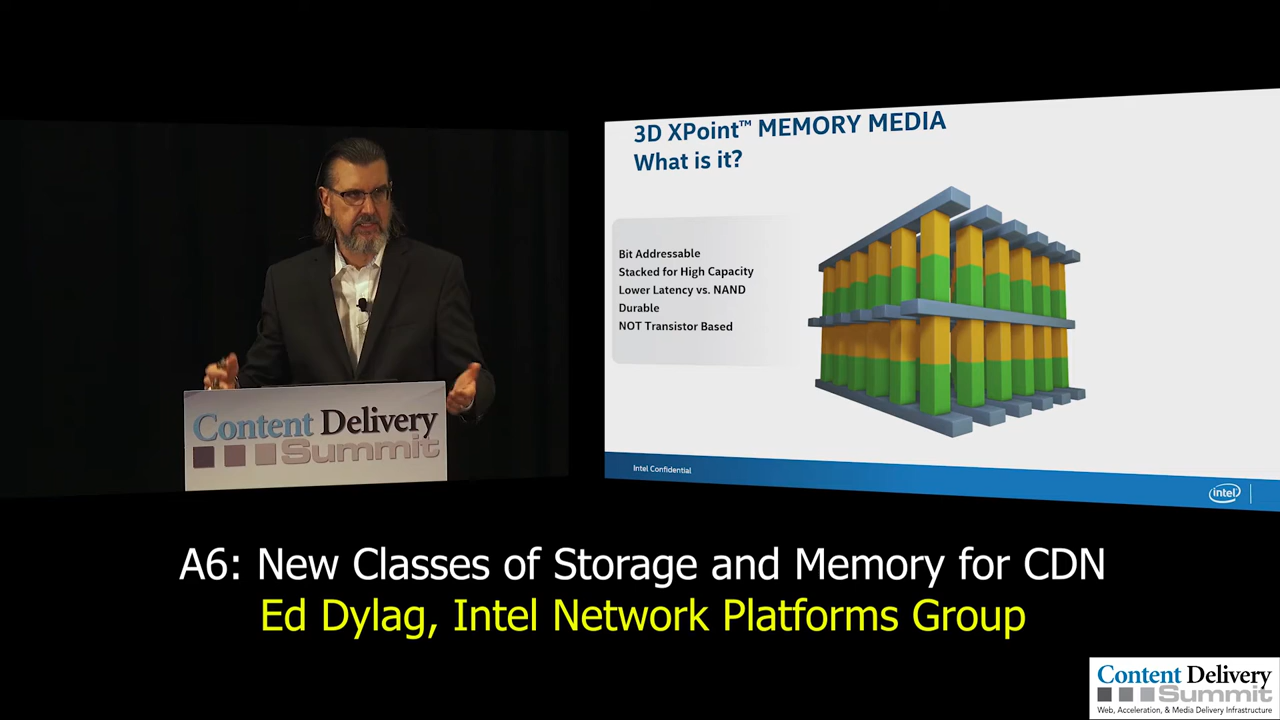 3D XPoint™ MEMORY MEDIA
What is it?
Bit Addressable
Stacked for High Capacity
Lower Latency vs. NAND
Durable
NOT Transistor Based
Intel Confidential
intel
Content Delivery
Summit
A6: New Classes of Storage and Memory for CDN
Ed Dylag, Intel Network Platforms Group
Content Delivery
Summit
Web, Acceleration, & Media Delivery Infrastructure